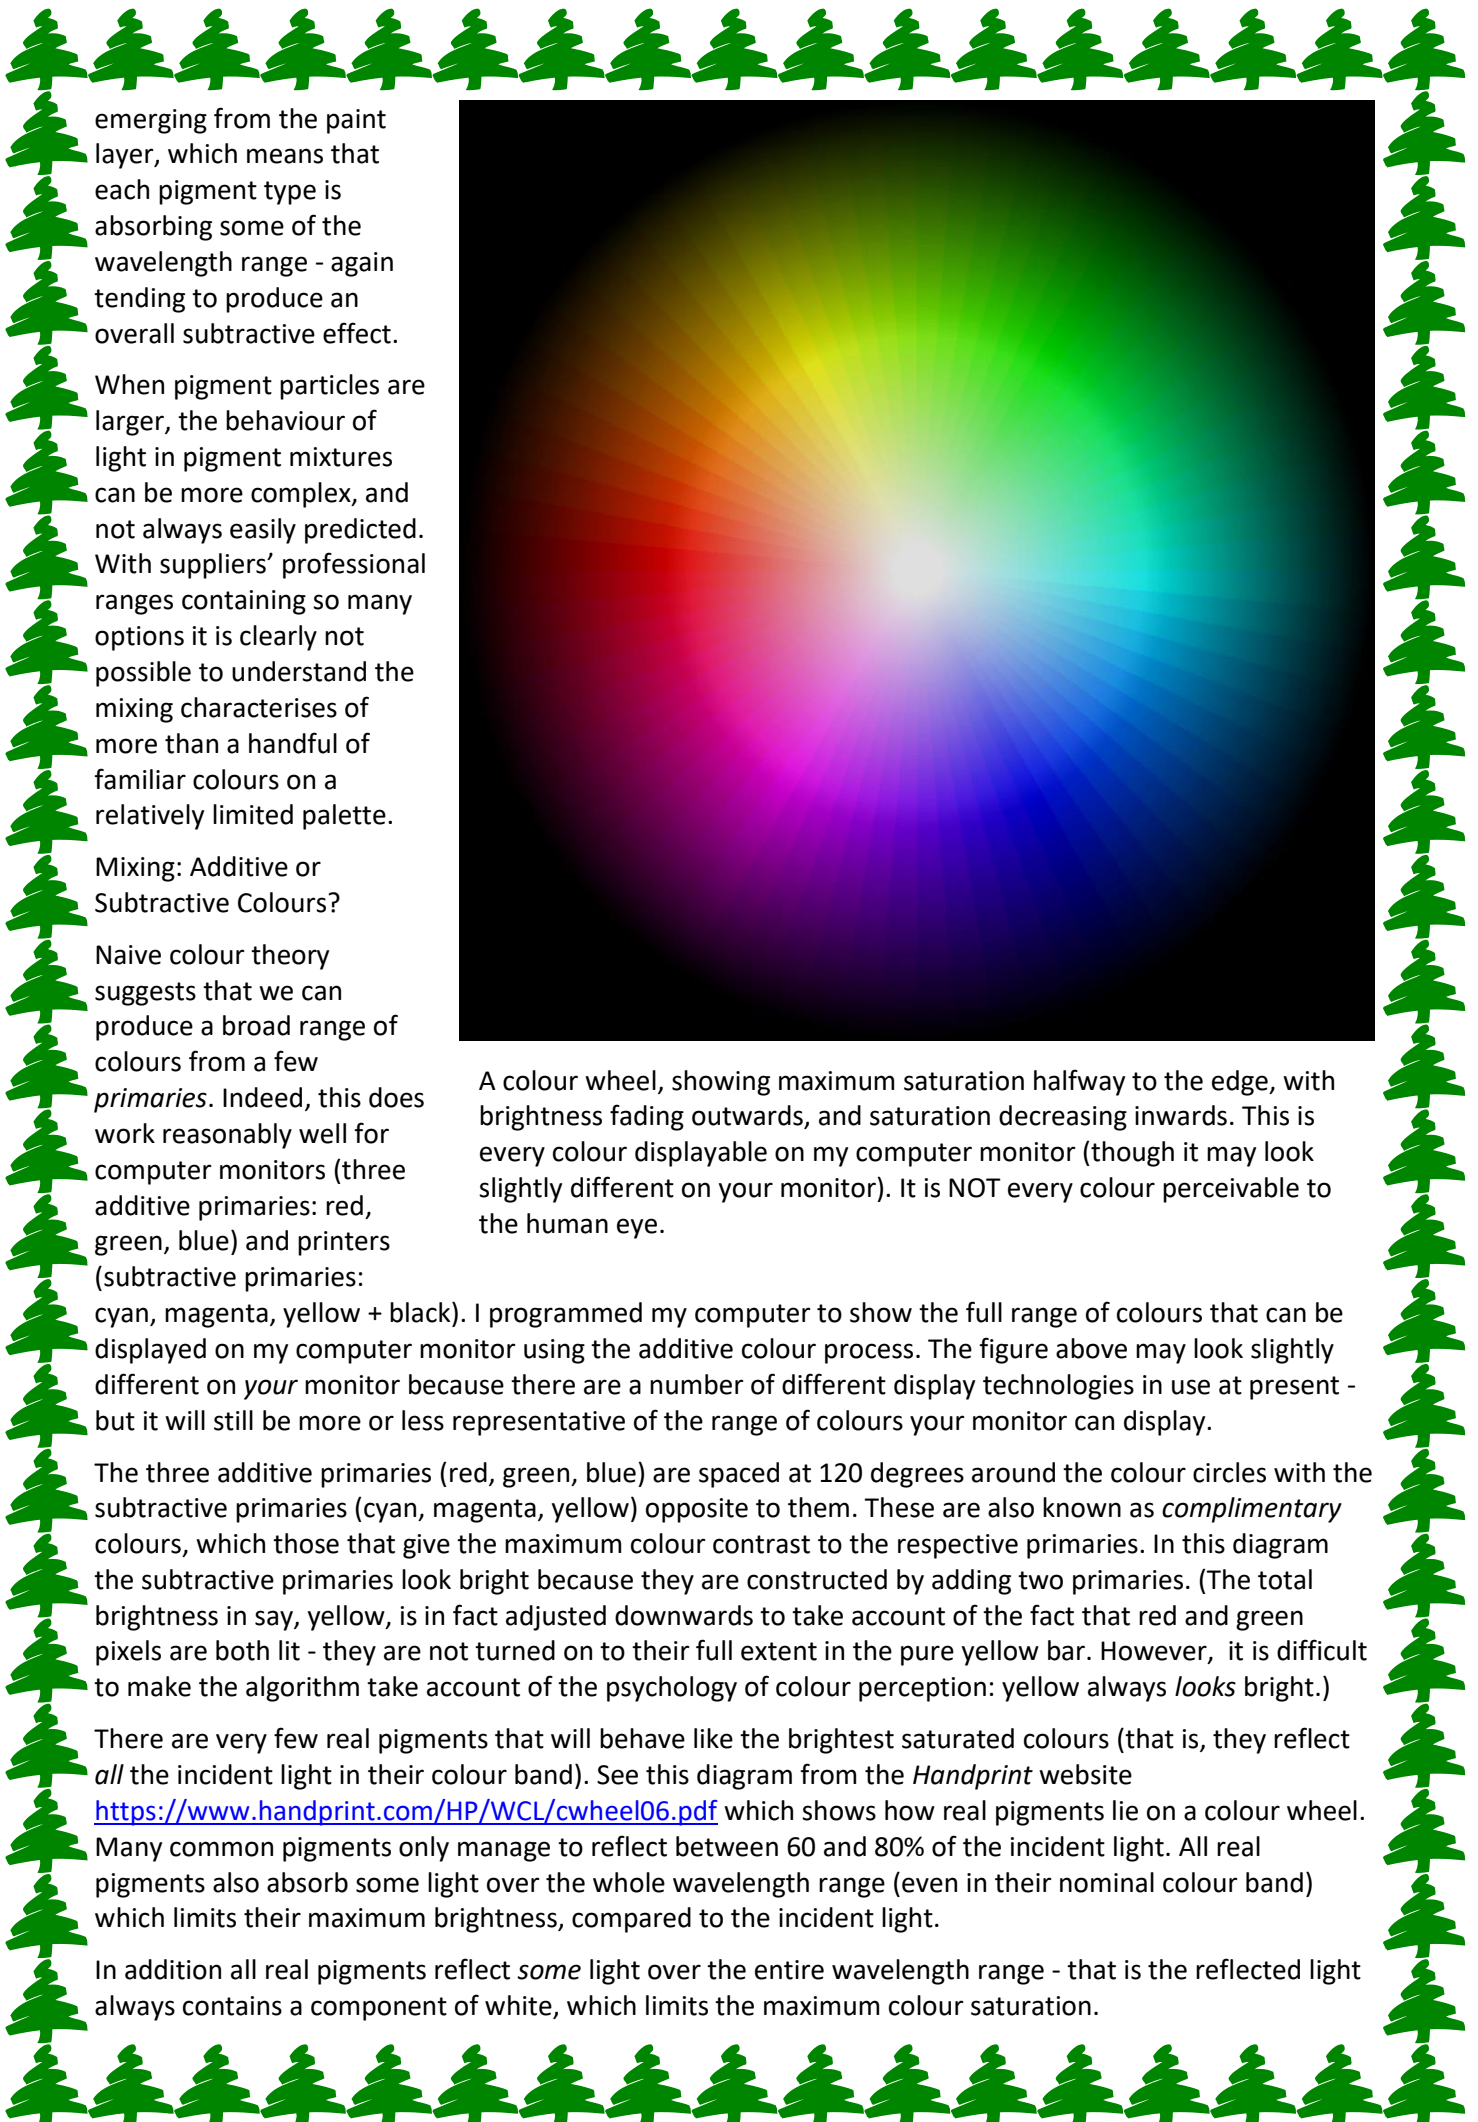 emerging from the paint
layer, which means that
each pigment type is
absorbing some of the
wavelength range - again
tending to produce an
overall subtractive effect.
When pigment particles are
larger, the behaviour of
light in pigment mixtures
can be more complex, and
not always easily predicted.
With suppliers’ professional
ranges containing so many
options it is clearly not
possible to understand the
mixing characterises of
more than a handful of
familiar colours on a
relatively limited palette.
Mixing: Additive or
Subtractive Colours?
Naive colour theory
suggests that we can
produce a broad range of
colours from a few
primaries. Indeed, this does
work reasonably well for
computer monitors (three
additive primaries: red,
green, blue) and printers
(subtractive primaries:
cyan, magenta, yellow + black). I programmed my computer to show the full range of colours that can be
displayed on my computer monitor using the additive colour process. The figure above may look slightly
different on your monitor because there are a number of different display technologies in use at present -
but it will still be more or less representative of the range of colours your monitor can display.
A colour wheel, showing maximum saturation halfway to the edge, with
brightness fading outwards, and saturation decreasing inwards. This is
every colour displayable on my computer monitor (though it may look
slightly different on your monitor). It is NOT every colour perceivable to
the human eye.
The three additive primaries (red, green, blue) are spaced at 120 degrees around the colour circles with the
subtractive primaries (cyan, magenta, yellow) opposite to them. These are also known as complimentary
colours, which those that give the maximum colour contrast to the respective primaries. In this diagram
the subtractive primaries look bright because they are constructed by adding two primaries. (The total
brightness in say, yellow, is in fact adjusted downwards to take account of the fact that red and green
pixels are both lit - they are not turned on to their full extent in the pure yellow bar. However,  it is difficult
to make the algorithm take account of the psychology of colour perception: yellow always looks bright.)
There are very few real pigments that will behave like the brightest saturated colours (that is, they reflect
all the incident light in their colour band). See this diagram from the Handprint website
https://www.handprint.com/HP/WCL/cwheel06.pdf which shows how real pigments lie on a colour wheel.
Many common pigments only manage to reflect between 60 and 80% of the incident light. All real
pigments also absorb some light over the whole wavelength range (even in their nominal colour band)
which limits their maximum brightness, compared to the incident light.
In addition all real pigments reflect some light over the entire wavelength range - that is the reflected light
always contains a component of white, which limits the maximum colour saturation.